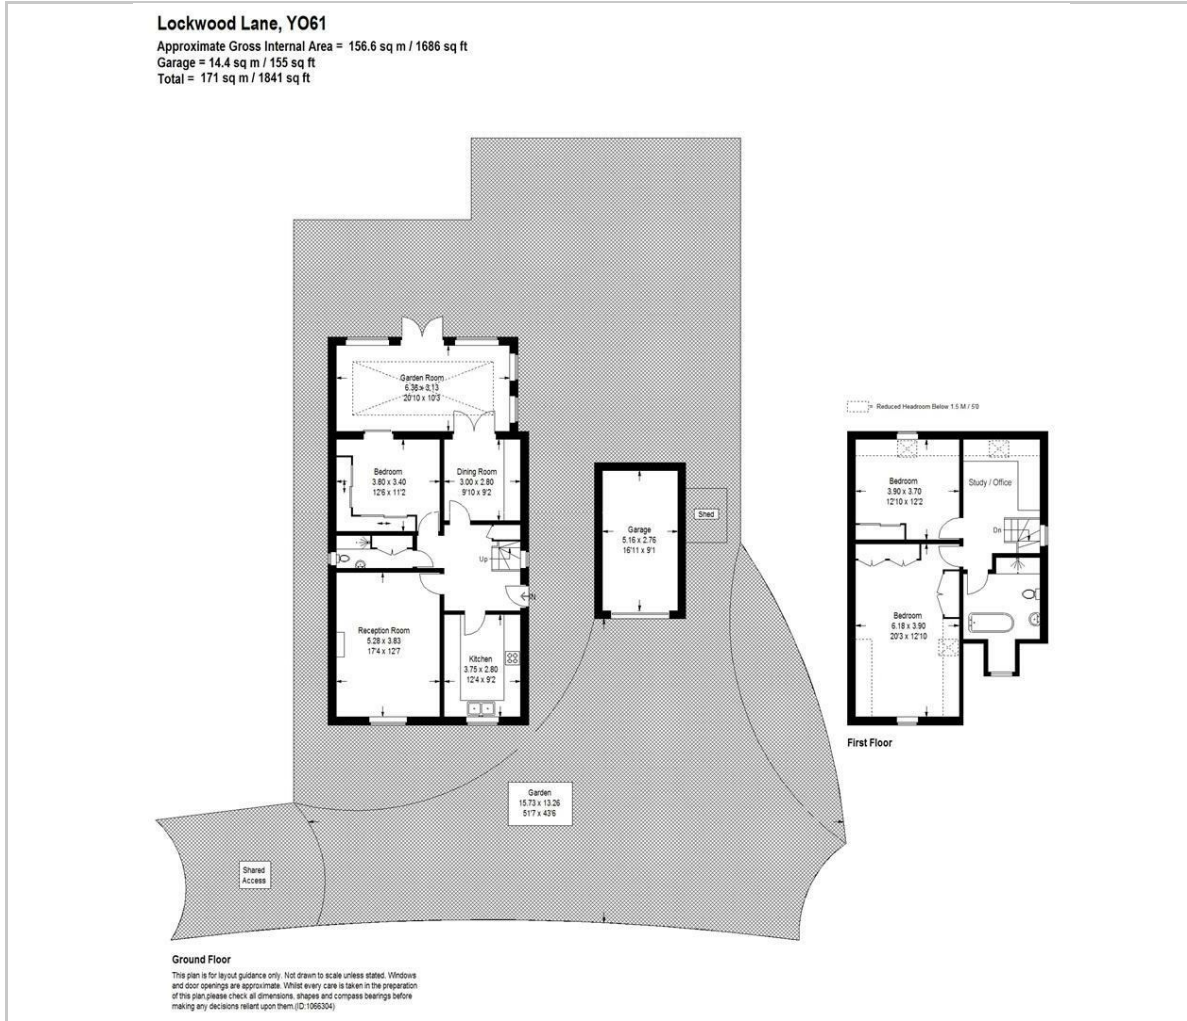 Lockwood Lane, YO61
Approximate Gross Internal Area = 156.6 sq m / 1686 sq ft
Garage = 14.4 sq m / 155 sq ft
Total = 171 sq m / 1841 sq ft
Garden Room
6.36 x 3.13
20'10 x 10'3
Reduced Headroom Below 1.5 M / 5'0
Bedroom
3.80 x 3.40
12'6 x 11'2
Dining Room
3.00 x 2.80
9'10 x 9'2
Garage
5.16 x 2.76
16'11 x 9'1
Shed
Bedroom
3.90 x 3.70
12'10 x 12'2
Study / Office
Dn
Up
IN
Reception Room
5.28 x 3.83
17'4 x 12'7
Kitchen
3.75 x 2.80
12'4 x 9'2
Bedroom
6.18 x 3.90
20'3 x 12'10
First Floor
Garden
15.73 x 13.26
51'7 x 43'6
Shared
Access
Ground Floor
This plan is for layout guidance only. Not drawn to scale unless stated. Windows
and door openings are approximate. Whilst every care is taken in the preparation
of this plan,please check all dimensions, shapes and compass bearings before
making any decisions reliant upon them.(ID:1066304)